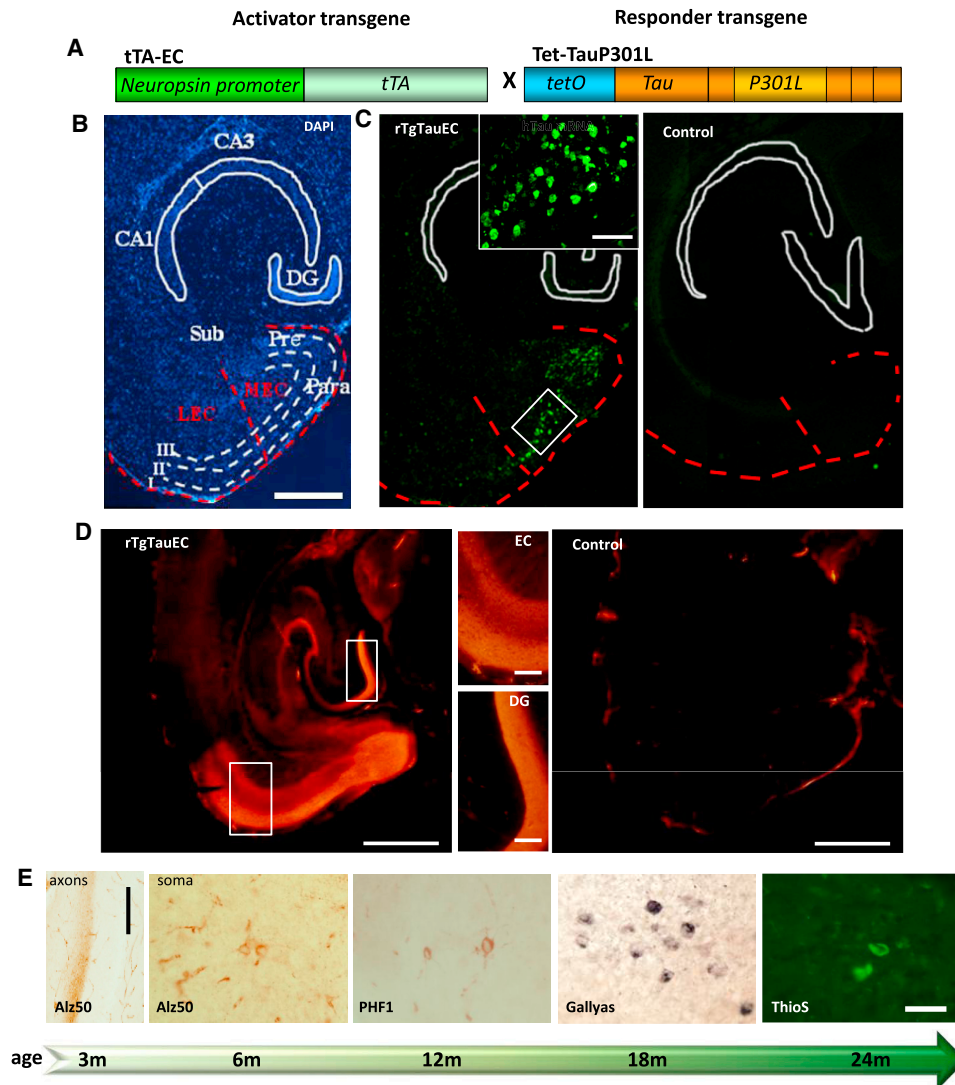 Activator transgene
Responder transgene
A
tTA-EC
Neuropsin promoter
tTA
X
Tet-TauP301L
tetO
Tau
P301L
B
DAPI
CA3
CA1
DG
Sub
Pre
MEC
Para
LEC
III
II
I
C
rTgTauEC
hTau mRNA
Control
D
rTgTauEC
EC
DG
Control
E
axons
Alz50
soma
Alz50
PHF1
Gallyas
ThioS
age
3m
6m
12m
18m
24m